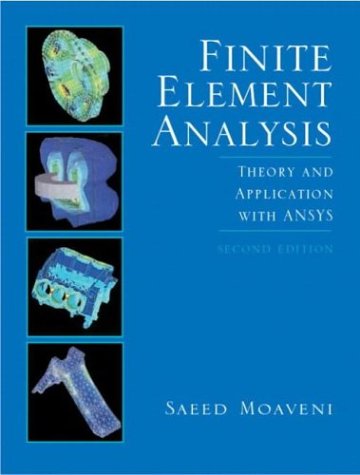 FINITE
ELEMENT
ANALYSIS
THEORY AND
APPLICATION
WITH ANSYS
SECOND EDITION
SAEED MOAVENI